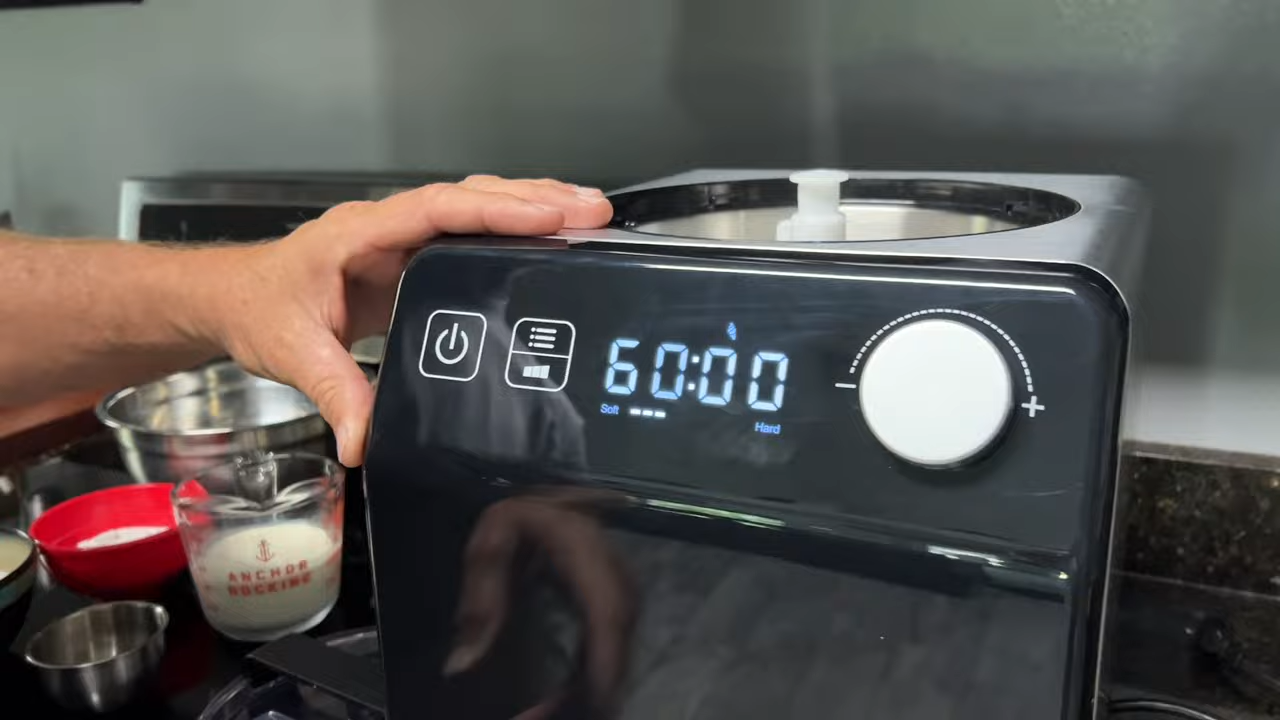 60:00
Soft
Hard
−
+
ANCHOR
HOCKING